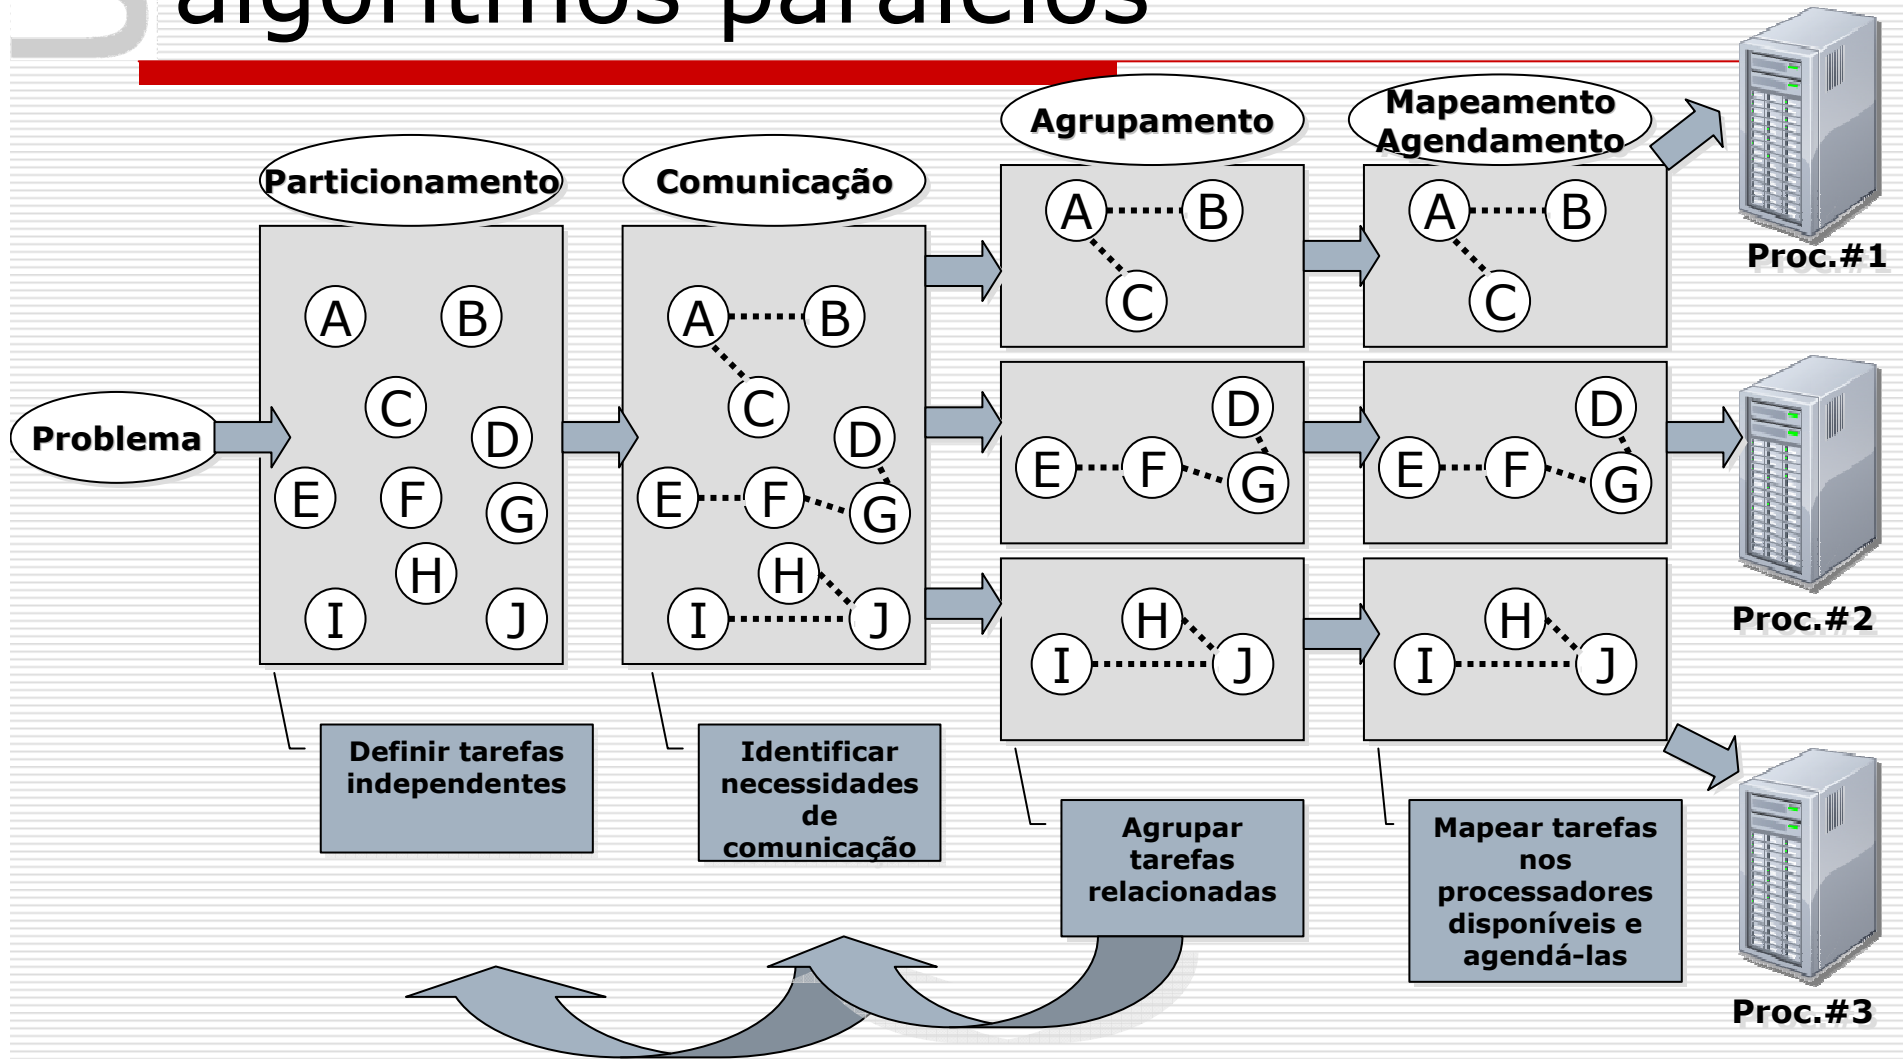 algoritmos paralelos
Agrupamento
Mapeamento
Agendamento
Particionamento
Comunicação
A B
C
D
E F
G
H
I J
A B
C
D
E F
G
H
I J
A B
C
D
E F G
H
I J
A B
C
D
E F G
H
I J
Problema
Proc.#1
Proc.#2
Proc.#3
Definir tarefas
independentes
Identificar
necessidades
de
comunicação
Agrupar
tarefas
relacionadas
Mapear tarefas
nos
processadores
disponíveis e
agendá-las